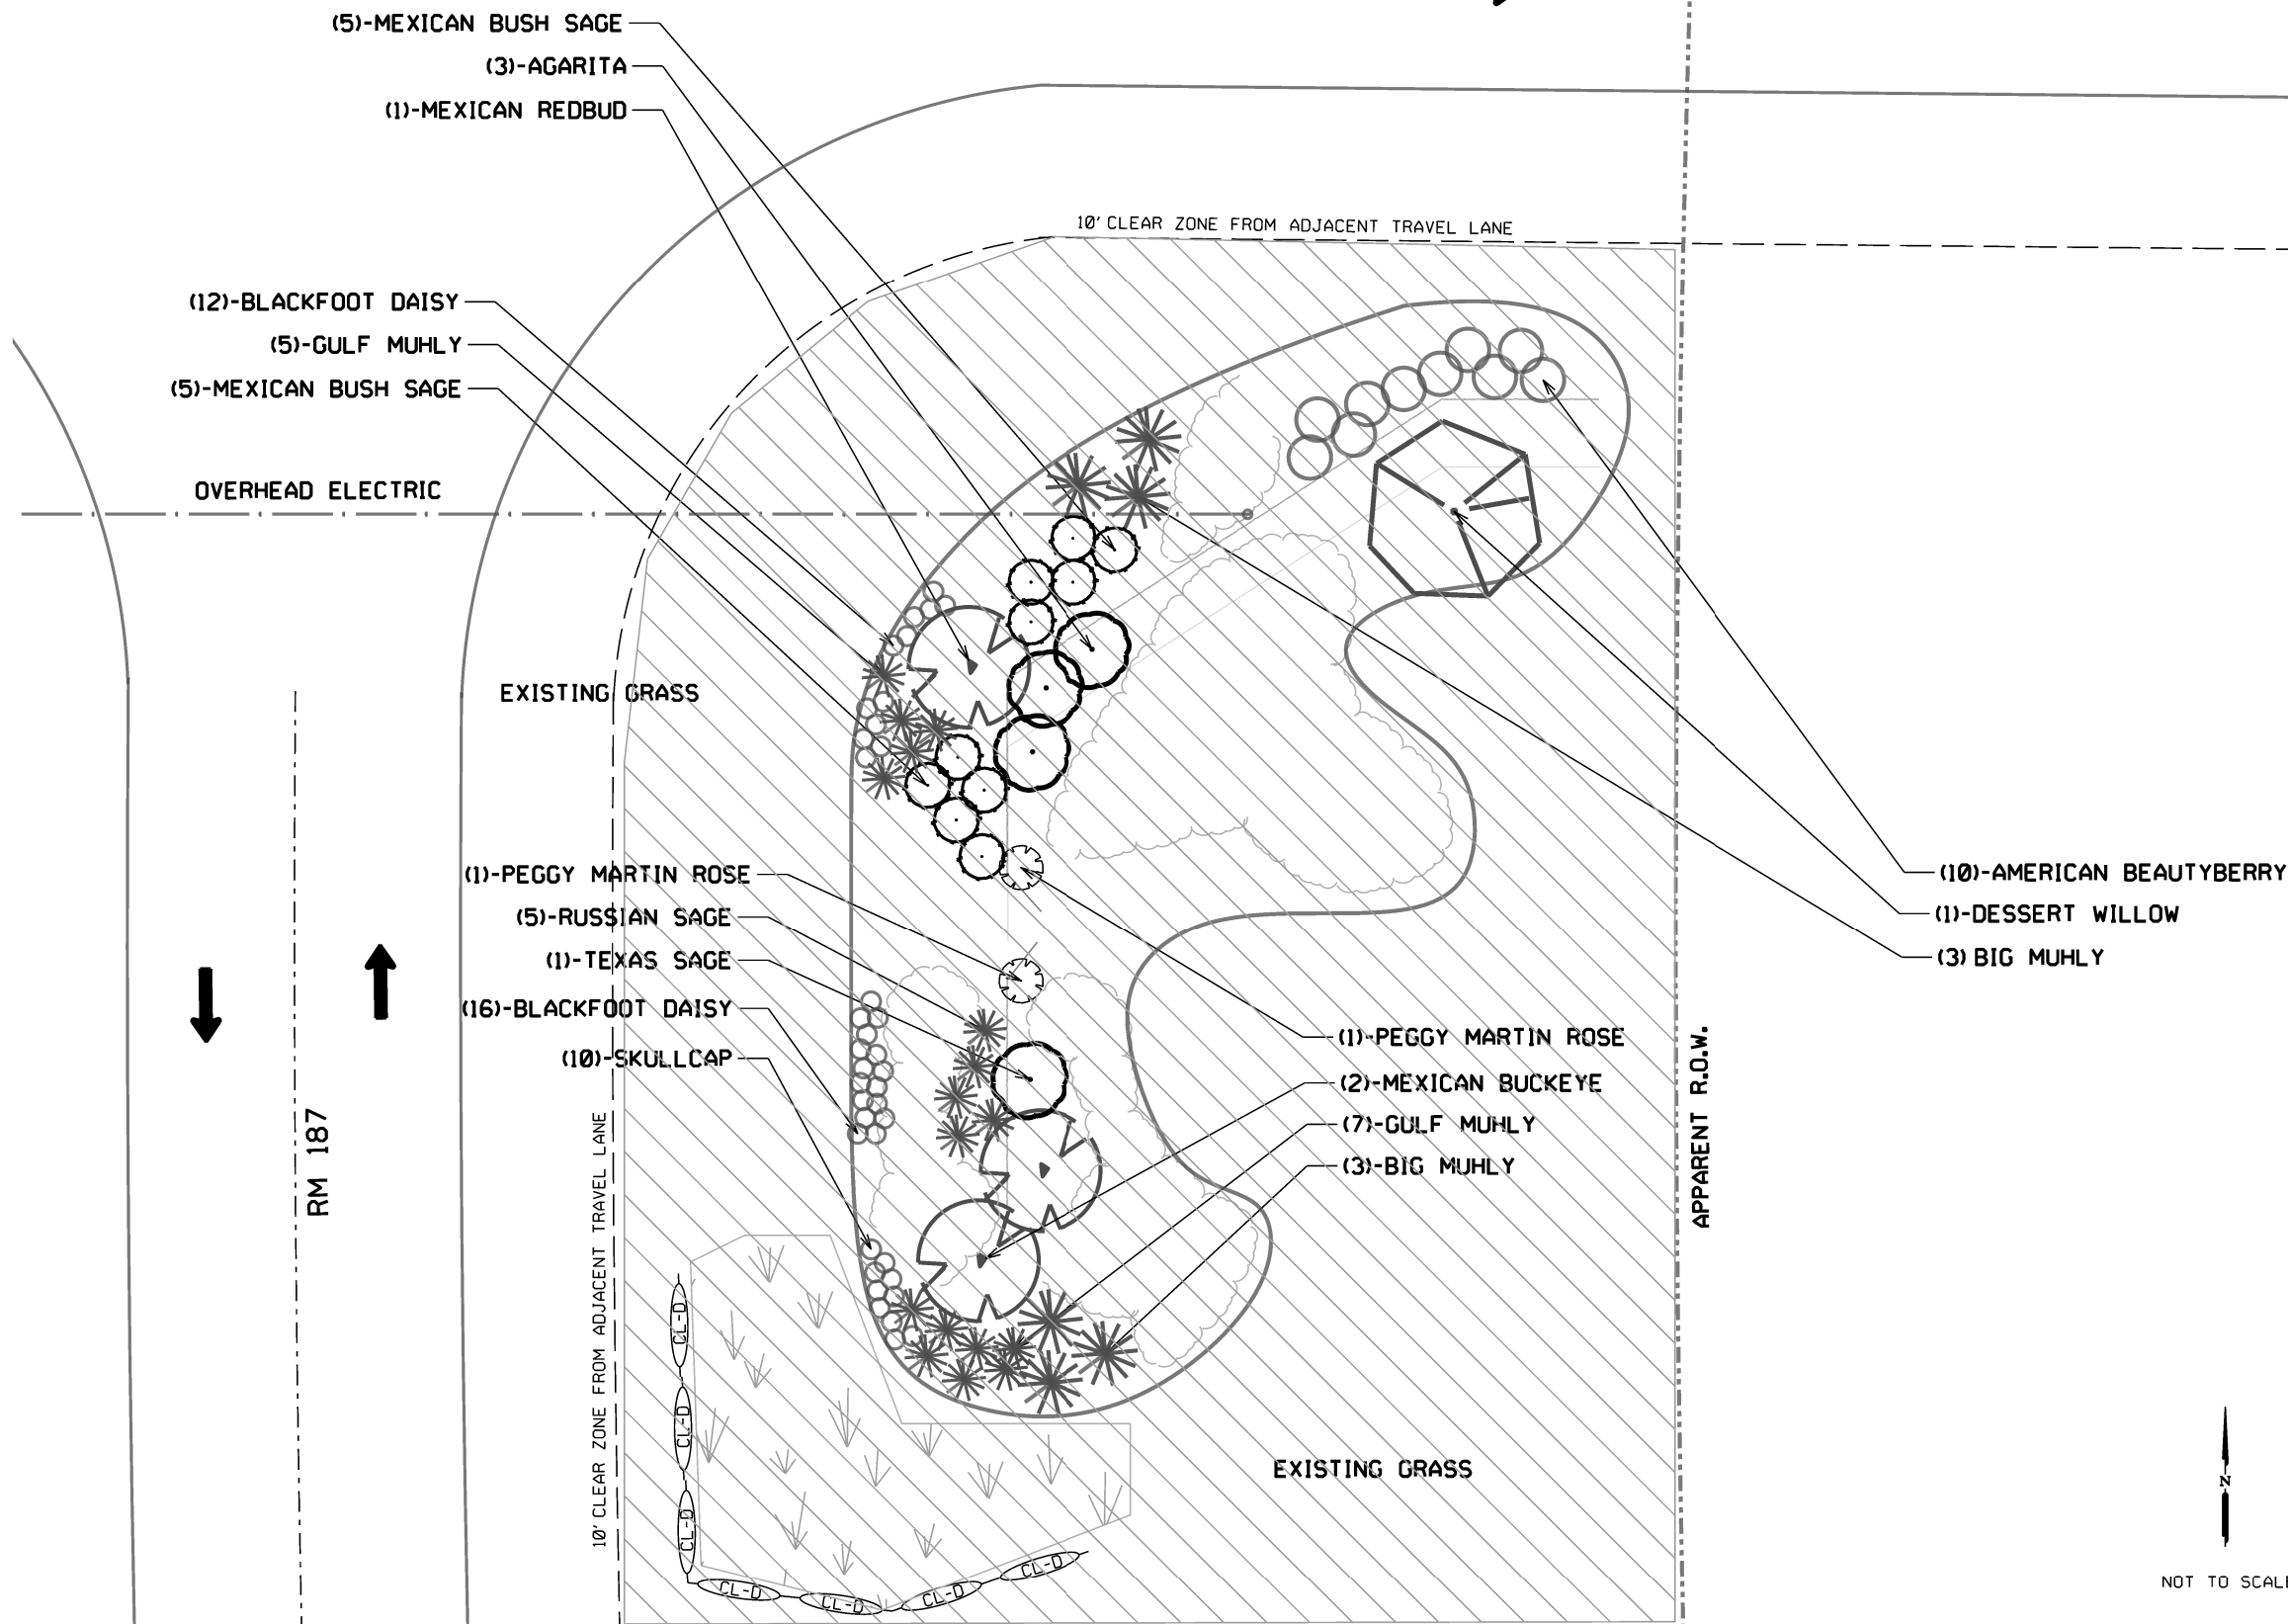 (5)-MEXICAN BUSH SAGE
(3)-AGARITA
(1)-MEXICAN REDBUD
10' CLEAR ZONE FROM ADJACENT TRAVEL LANE
(12)-BLACKFOOT DAISY
(5)-GULF MUHLY
(5)-MEXICAN BUSH SAGE
OVERHEAD ELECTRIC
EXISTING GRASS
(1)-PEGGY MARTIN ROSE
(5)-RUSSIAN SAGE
(1)-TEXAS SAGE
(16)-BLACKFOOT DAISY
(10)-SKULLCAP
(10)-AMERICAN BEAUTYBERRY
(1)-DESSERT WILLOW
(3) BIG MUHLY
(1)-PEGGY MARTIN ROSE
(2)-MEXICAN BUCKEYE
(7)-GULF MUHLY
(3)-BIG MUHLY
APPARENT R.O.W.
RM 187
10' CLEAR ZONE FROM ADJACENT TRAVEL LANE
CL-D
CL-D
CL-D
CL-D
CL-D
CL-D
CL-D
EXISTING GRASS
N
NOT TO SCALE